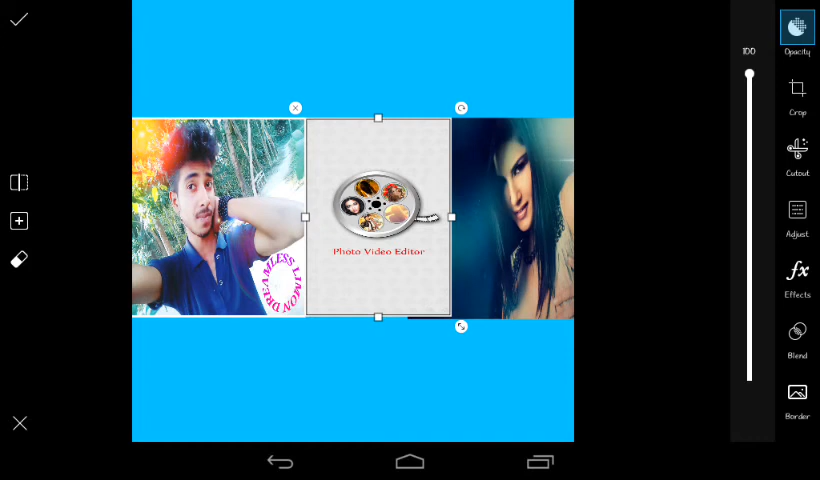 100
Opacity
Crop
Cutout
Adjust
Effects
Blend
Border
fx
Photo Video Editor
DREAMLESS LIMON